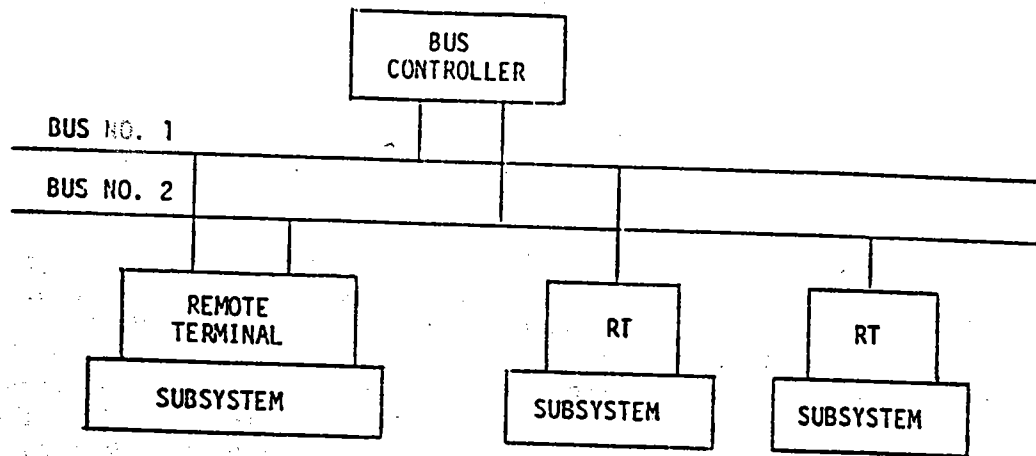 BUS
CONTROLLER
BUS NO. 1
BUS NO. 2
REMOTE
TERMINAL
RT
RT
SUBSYSTEM
SUBSYSTEM
SUBSYSTEM